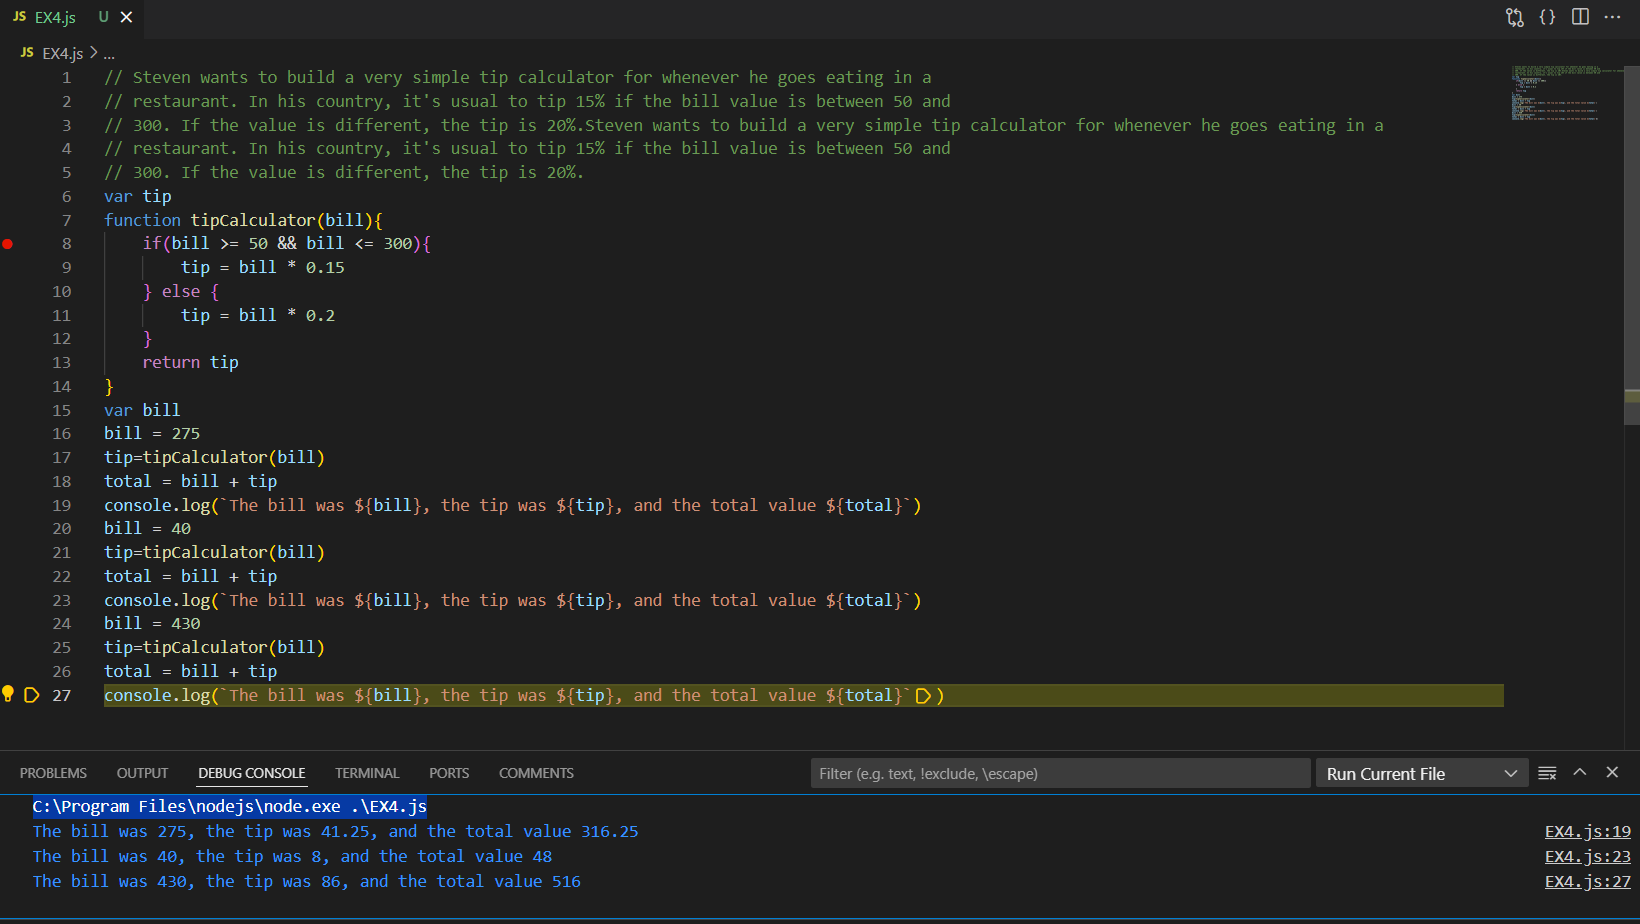 JS EX4.js U
JS EX4.js > ...
1 // Steven wants to build a very simple tip calculator for whenever he goes eating in a
2 // restaurant. In his country, it's usual to tip 15% if the bill value is between 50 and
3 // 300. If the value is different, the tip is 20%.Steven wants to build a very simple tip calculator for whenever he goes eating in a
4 // restaurant. In his country, it's usual to tip 15% if the bill value is between 50 and
5 // 300. If the value is different, the tip is 20%.
6 var tip
7 function tipCalculator(bill){
8     if(bill >= 50 && bill <= 300){
9         tip = bill * 0.15
10     } else {
11         tip = bill * 0.2
12     }
13     return tip
14 }
15 var bill
16 bill = 275
17 tip=tipCalculator(bill)
18 total = bill + tip
19 console.log(`The bill was ${bill}, the tip was ${tip}, and the total value ${total}`)
20 bill = 40
21 tip=tipCalculator(bill)
22 total = bill + tip
23 console.log(`The bill was ${bill}, the tip was ${tip}, and the total value ${total}`)
24 bill = 430
25 tip=tipCalculator(bill)
26 total = bill + tip
27 console.log(`The bill was ${bill}, the tip was ${tip}, and the total value ${total}`)
PROBLEMS OUTPUT DEBUG CONSOLE TERMINAL PORTS COMMENTS Filter (e.g. text, !exclude, \escape) Run Current File
C:\Program Files\nodejs\node.exe .\EX4.js
The bill was 275, the tip was 41.25, and the total value 316.25 EX4.js:19
The bill was 40, the tip was 8, and the total value 48 EX4.js:23
The bill was 430, the tip was 86, and the total value 516 EX4.js:27